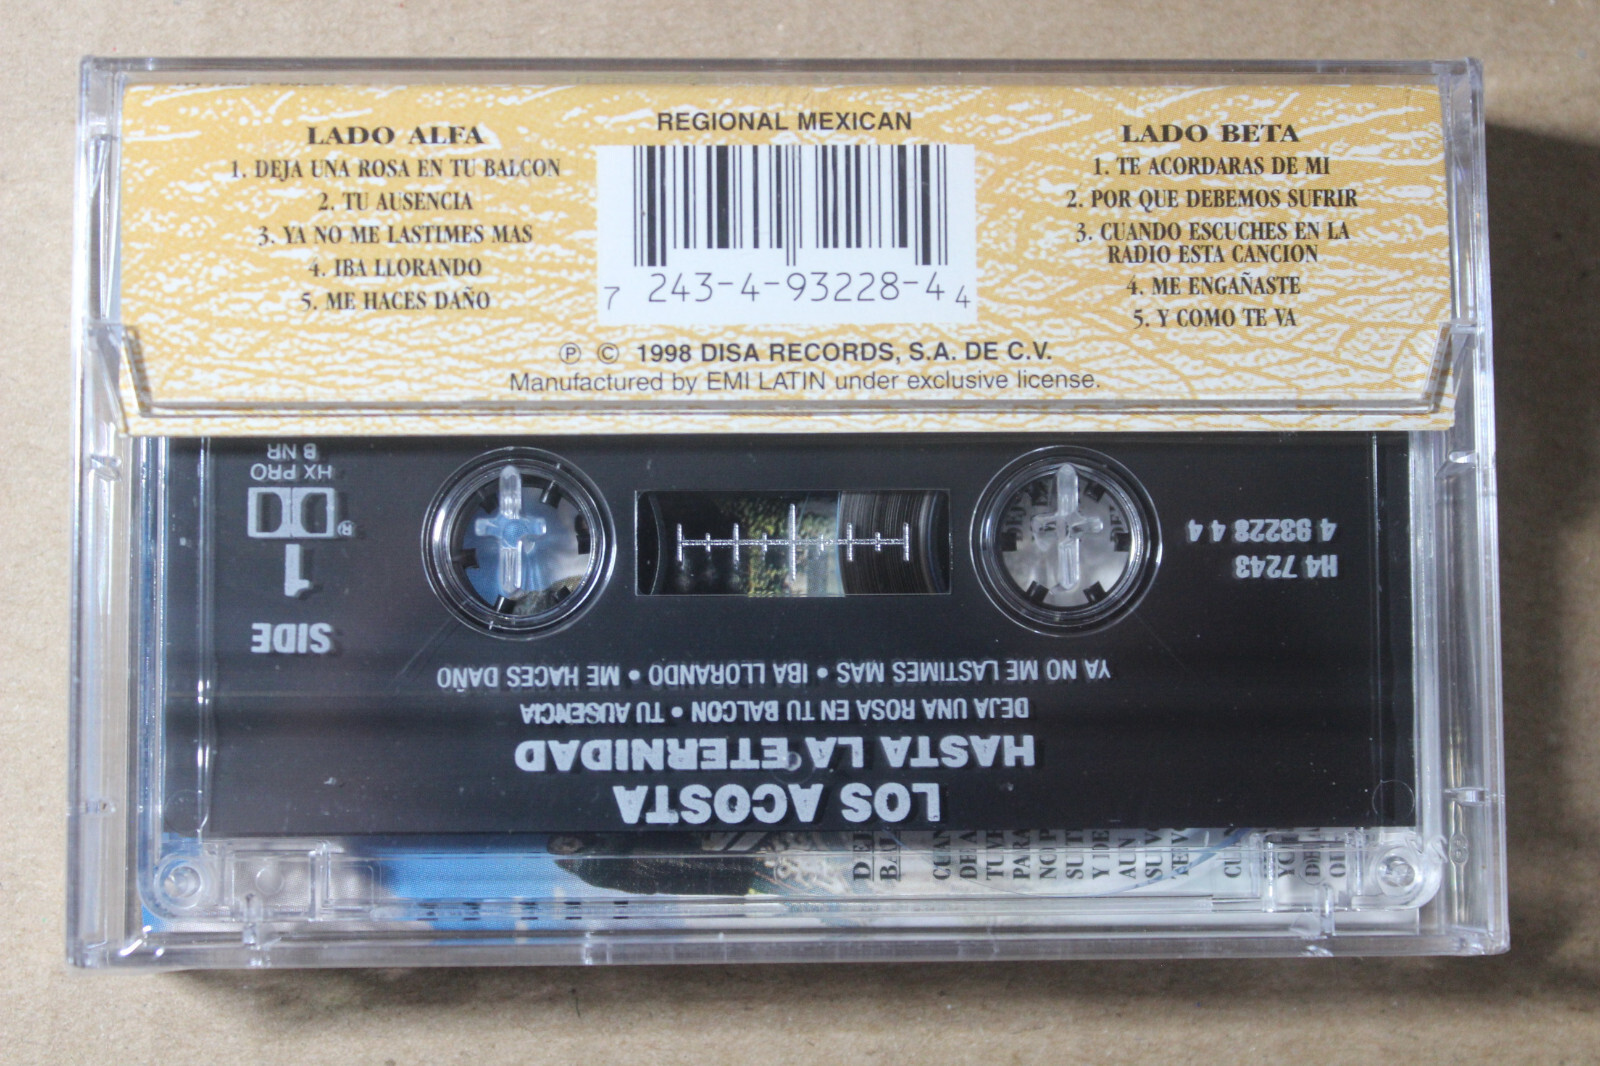 REGIONAL MEXICAN
LADO ALFA
1. DEJA UNA ROSA EN TU BALCON
2. TU AUSENCIA
3. YA NO ME LASTIMES MAS
4. IBA LLORANDO
5. ME HACES DAÑO
7 243-4-93228-4 4
LADO BETA
1. TE ACORDARAS DE MI
2. POR QUE DEBEMOS SUFRIR
3. CUANDO ESCUCHES EN LA
RADIO ESTA CANCION
4. ME ENGAÑASTE
5. Y COMO TE VA
Ⓟ © 1998 DISA RECORDS, S.A. DE C.V.
Manufactured by EMI LATIN under exclusive license.
LOS ACOSTA
HASTA LA ETERNIDAD
DEJA UNA ROSA EN TU BALCON • TU AUSENCIA
YA NO ME LASTIMES MAS • IBA LLORANDO • ME HACES DAÑO
SIDE
1
®
HX PRO
B NR
H4 7243
4 93228 4 4